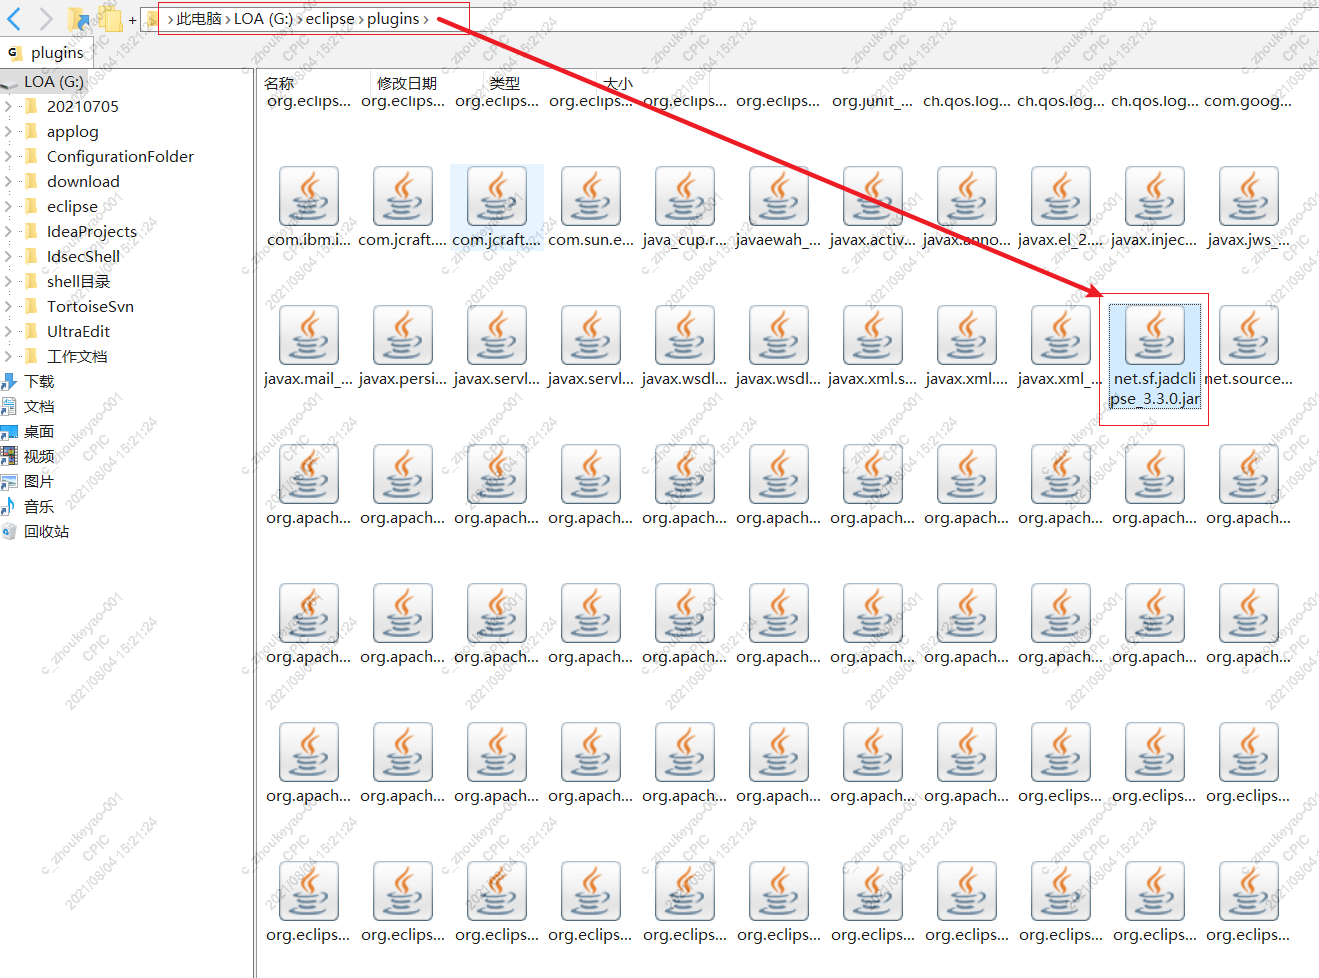 + > 此电脑 > LOA (G:) > eclipse > plugins >
G plugins
LOA (G:)
20210705
applog
ConfigurationFolder
download
eclipse
IdeaProjects
IdsecShell
shell目录
TortoiseSvn
UltraEdit
工作文档
下载
文档
桌面
视频
图片
音乐
回收站
名称 修改日期 类型 大小
org.eclips... org.eclips... org.eclips... org.eclips... org.eclips... org.eclips... org.junit_... ch.qos.log... ch.qos.log... ch.qos.log... com.goog...
com.ibm.i... com.jcraft.... com.jcraft.... com.sun.e... java_cup.r... javaewah_... javax.activ... javax.anno... javax.el_2.... javax.injec... javax.jws_...
javax.mail_... javax.persi... javax.servl... javax.servl... javax.wsdl... javax.wsdl... javax.xml.s... javax.xml.... javax.xml_... net.sf.jadcli net.source...
pse_3.3.0.jar
org.apach... org.apach... org.apach... org.apach... org.apach... org.apach... org.apach... org.apach... org.apach... org.apach... org.apach...
org.apach... org.apach... org.apach... org.apach... org.apach... org.apach... org.apach... org.apach... org.apach... org.apach... org.apach...
org.apach... org.apach... org.apach... org.apach... org.apach... org.apach... org.apach... org.apach... org.eclips... org.eclips... org.eclips...
org.eclips... org.eclips... org.eclips... org.eclips... org.eclips... org.eclips... org.eclips... org.eclips... org.eclips... org.eclips... org.eclips...
c_zhoukeyao-001
CPIC
2021/08/04 15:21:24